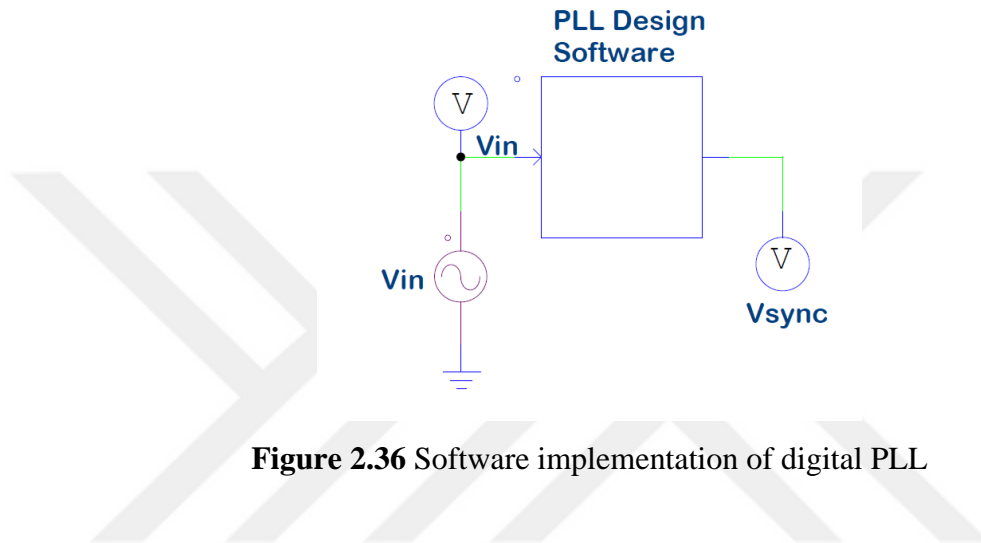 PLL Design
Software
V
Vin
Vin
V
Vsync
Figure 2.36 Software implementation of digital PLL